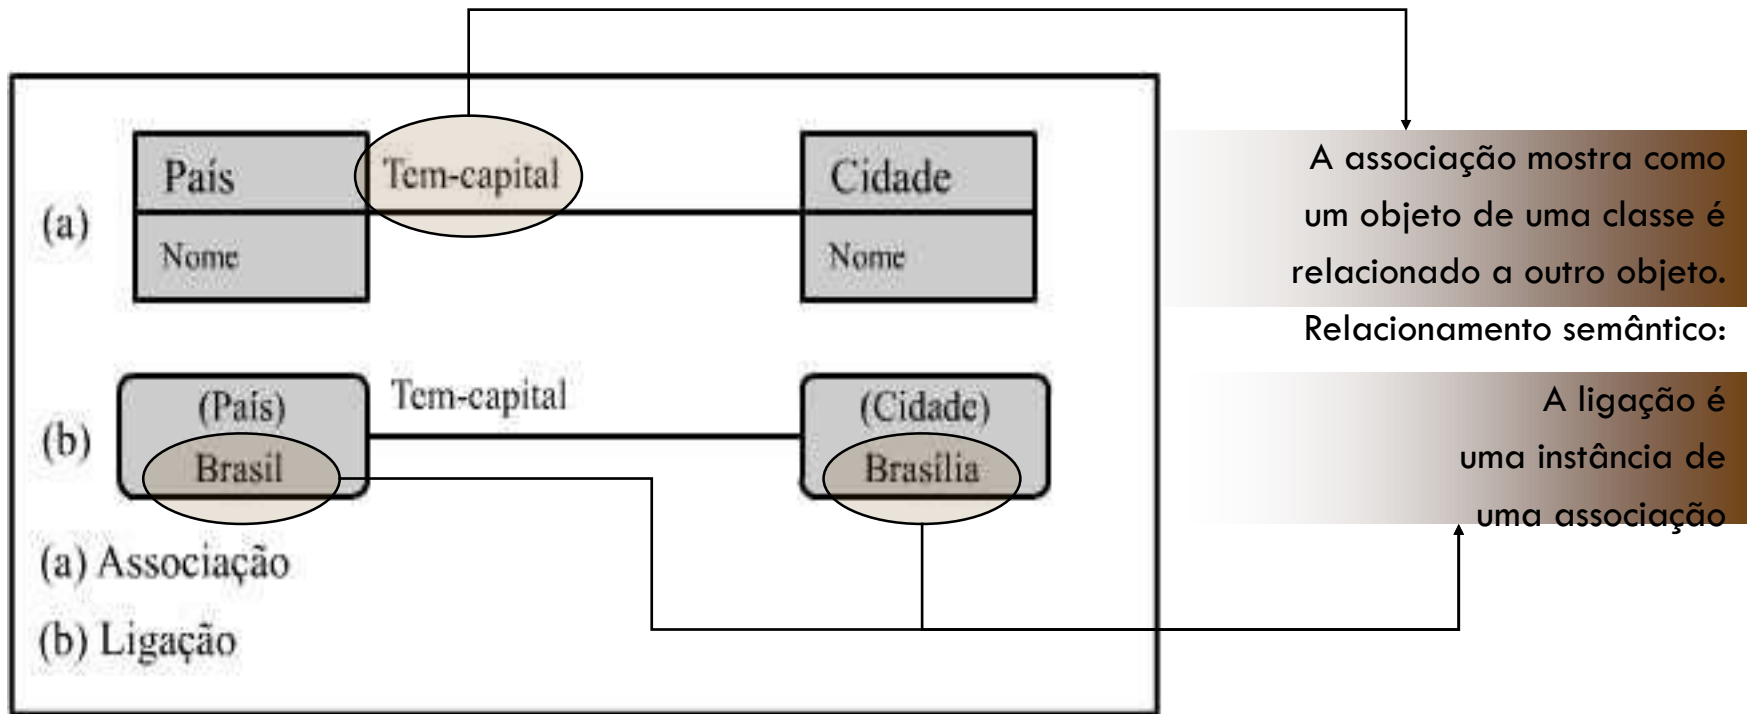 País
Tem-capital
Cidade
(a)
Nome
Nome
(País)
Tem-capital
(Cidade)
(b)
Brasil
Brasília
(a) Associação
(b) Ligação
A associação mostra como
um objeto de uma classe é
relacionado a outro objeto.
Relacionamento semântico:
A ligação é
uma instância de
uma associação